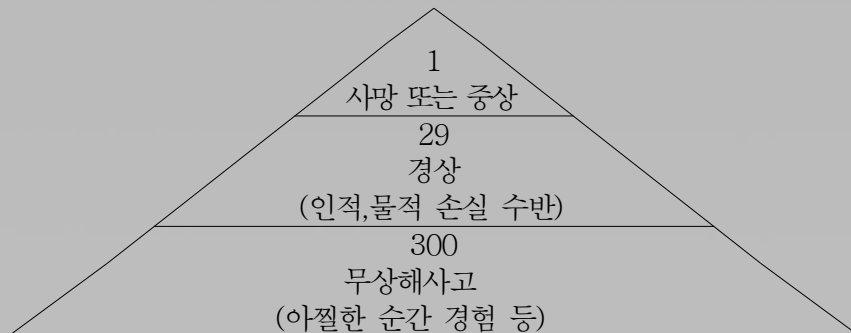 1
사망 또는 중상
29
경상
(인적,물적 손실 수반)
300
무상해사고
(아찔한 순간 경험 등)